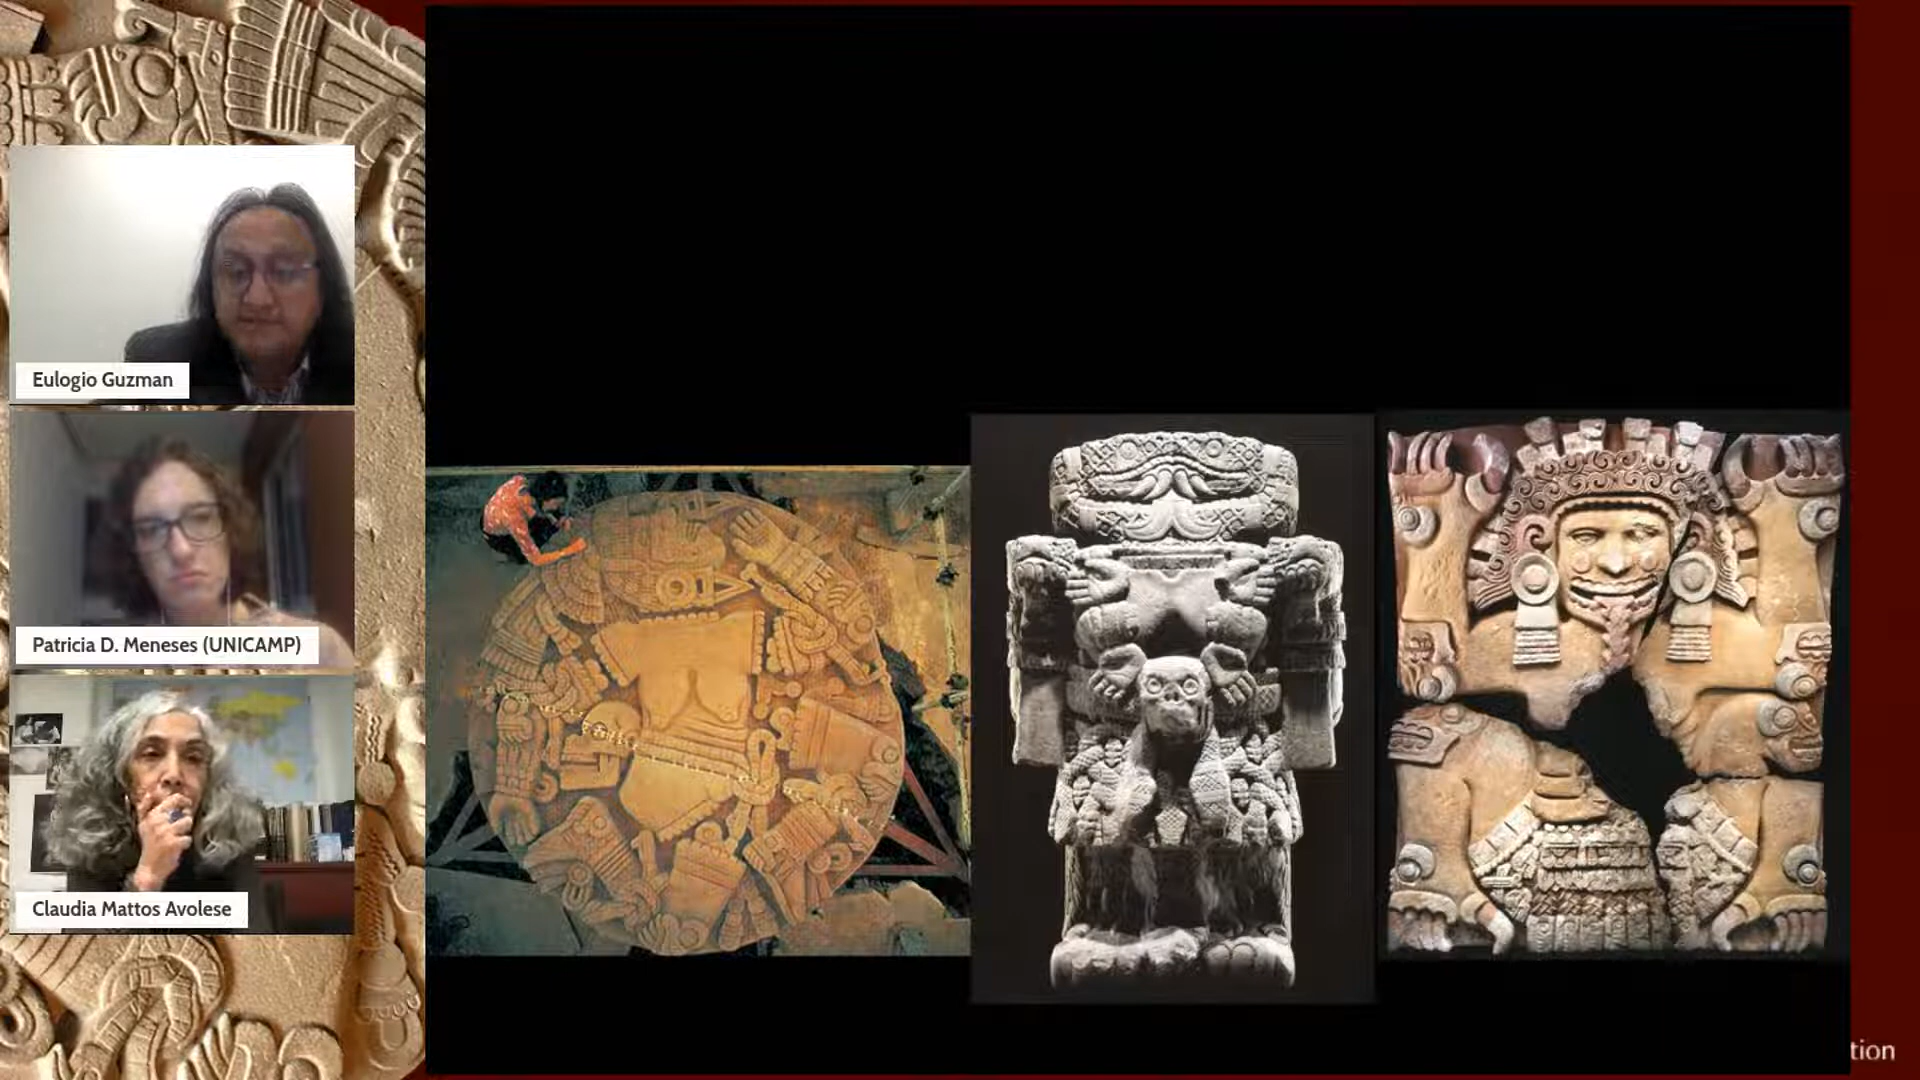 Eulogio Guzman
Patricia D. Meneses (UNICAMP)
Claudia Mattos Avolese
tion